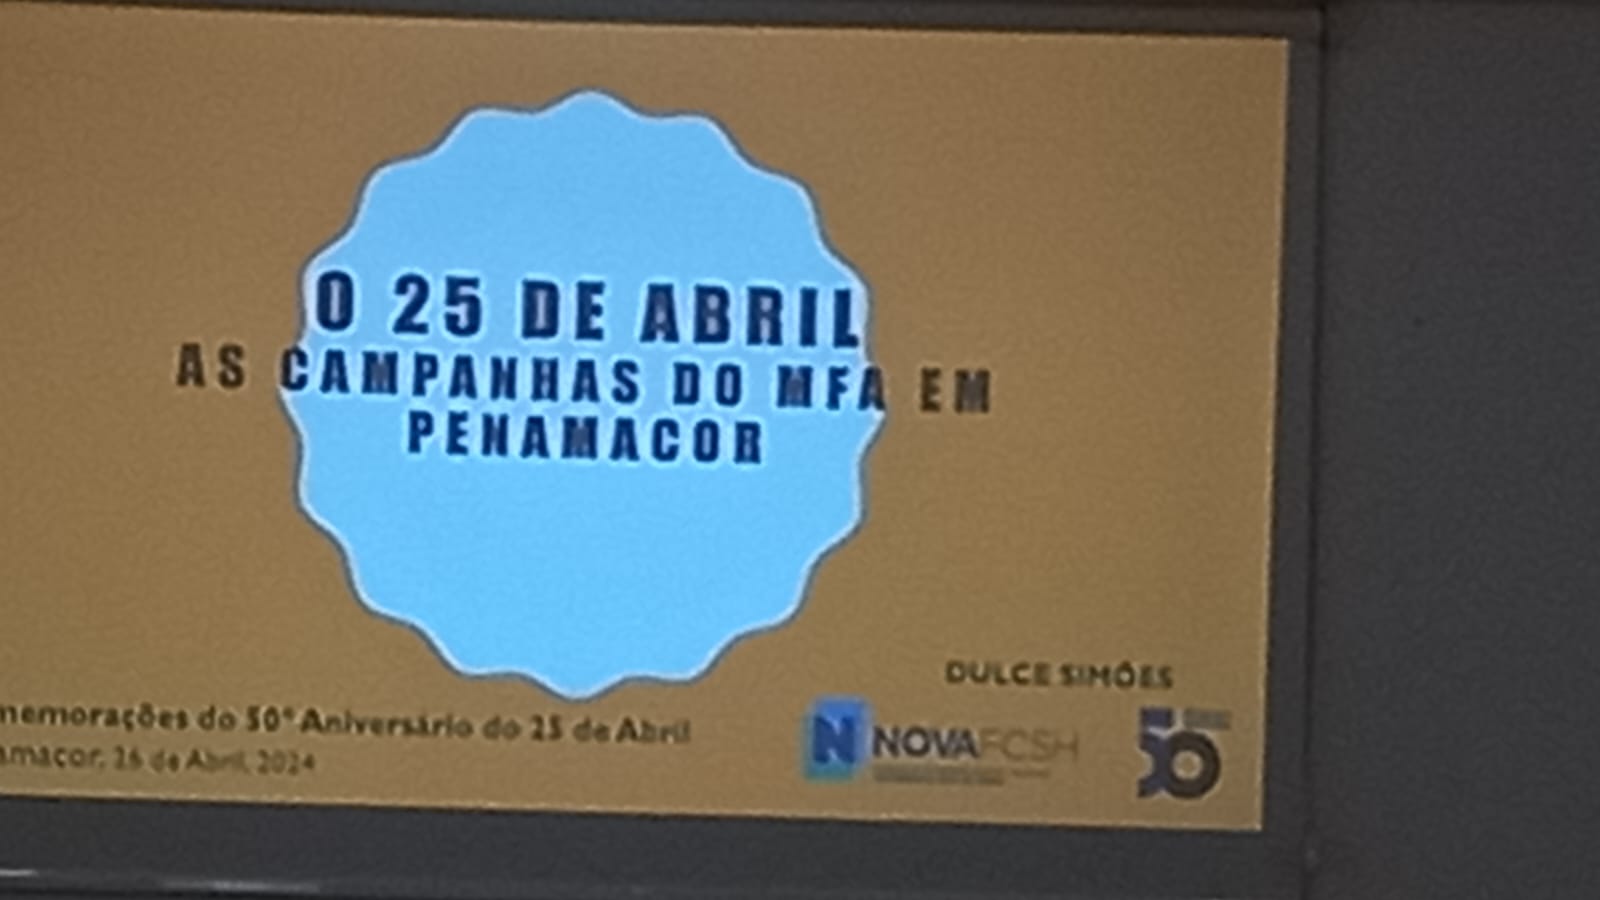 O 25 DE ABRIL
AS CAMPANHAS DO MFA EM
PENAMACOR
DULCE SIMÕES
memorações do 50º Aniversário do 25 de Abril
amacor, 26 de Abril, 2024
N NOVAFCSH
50